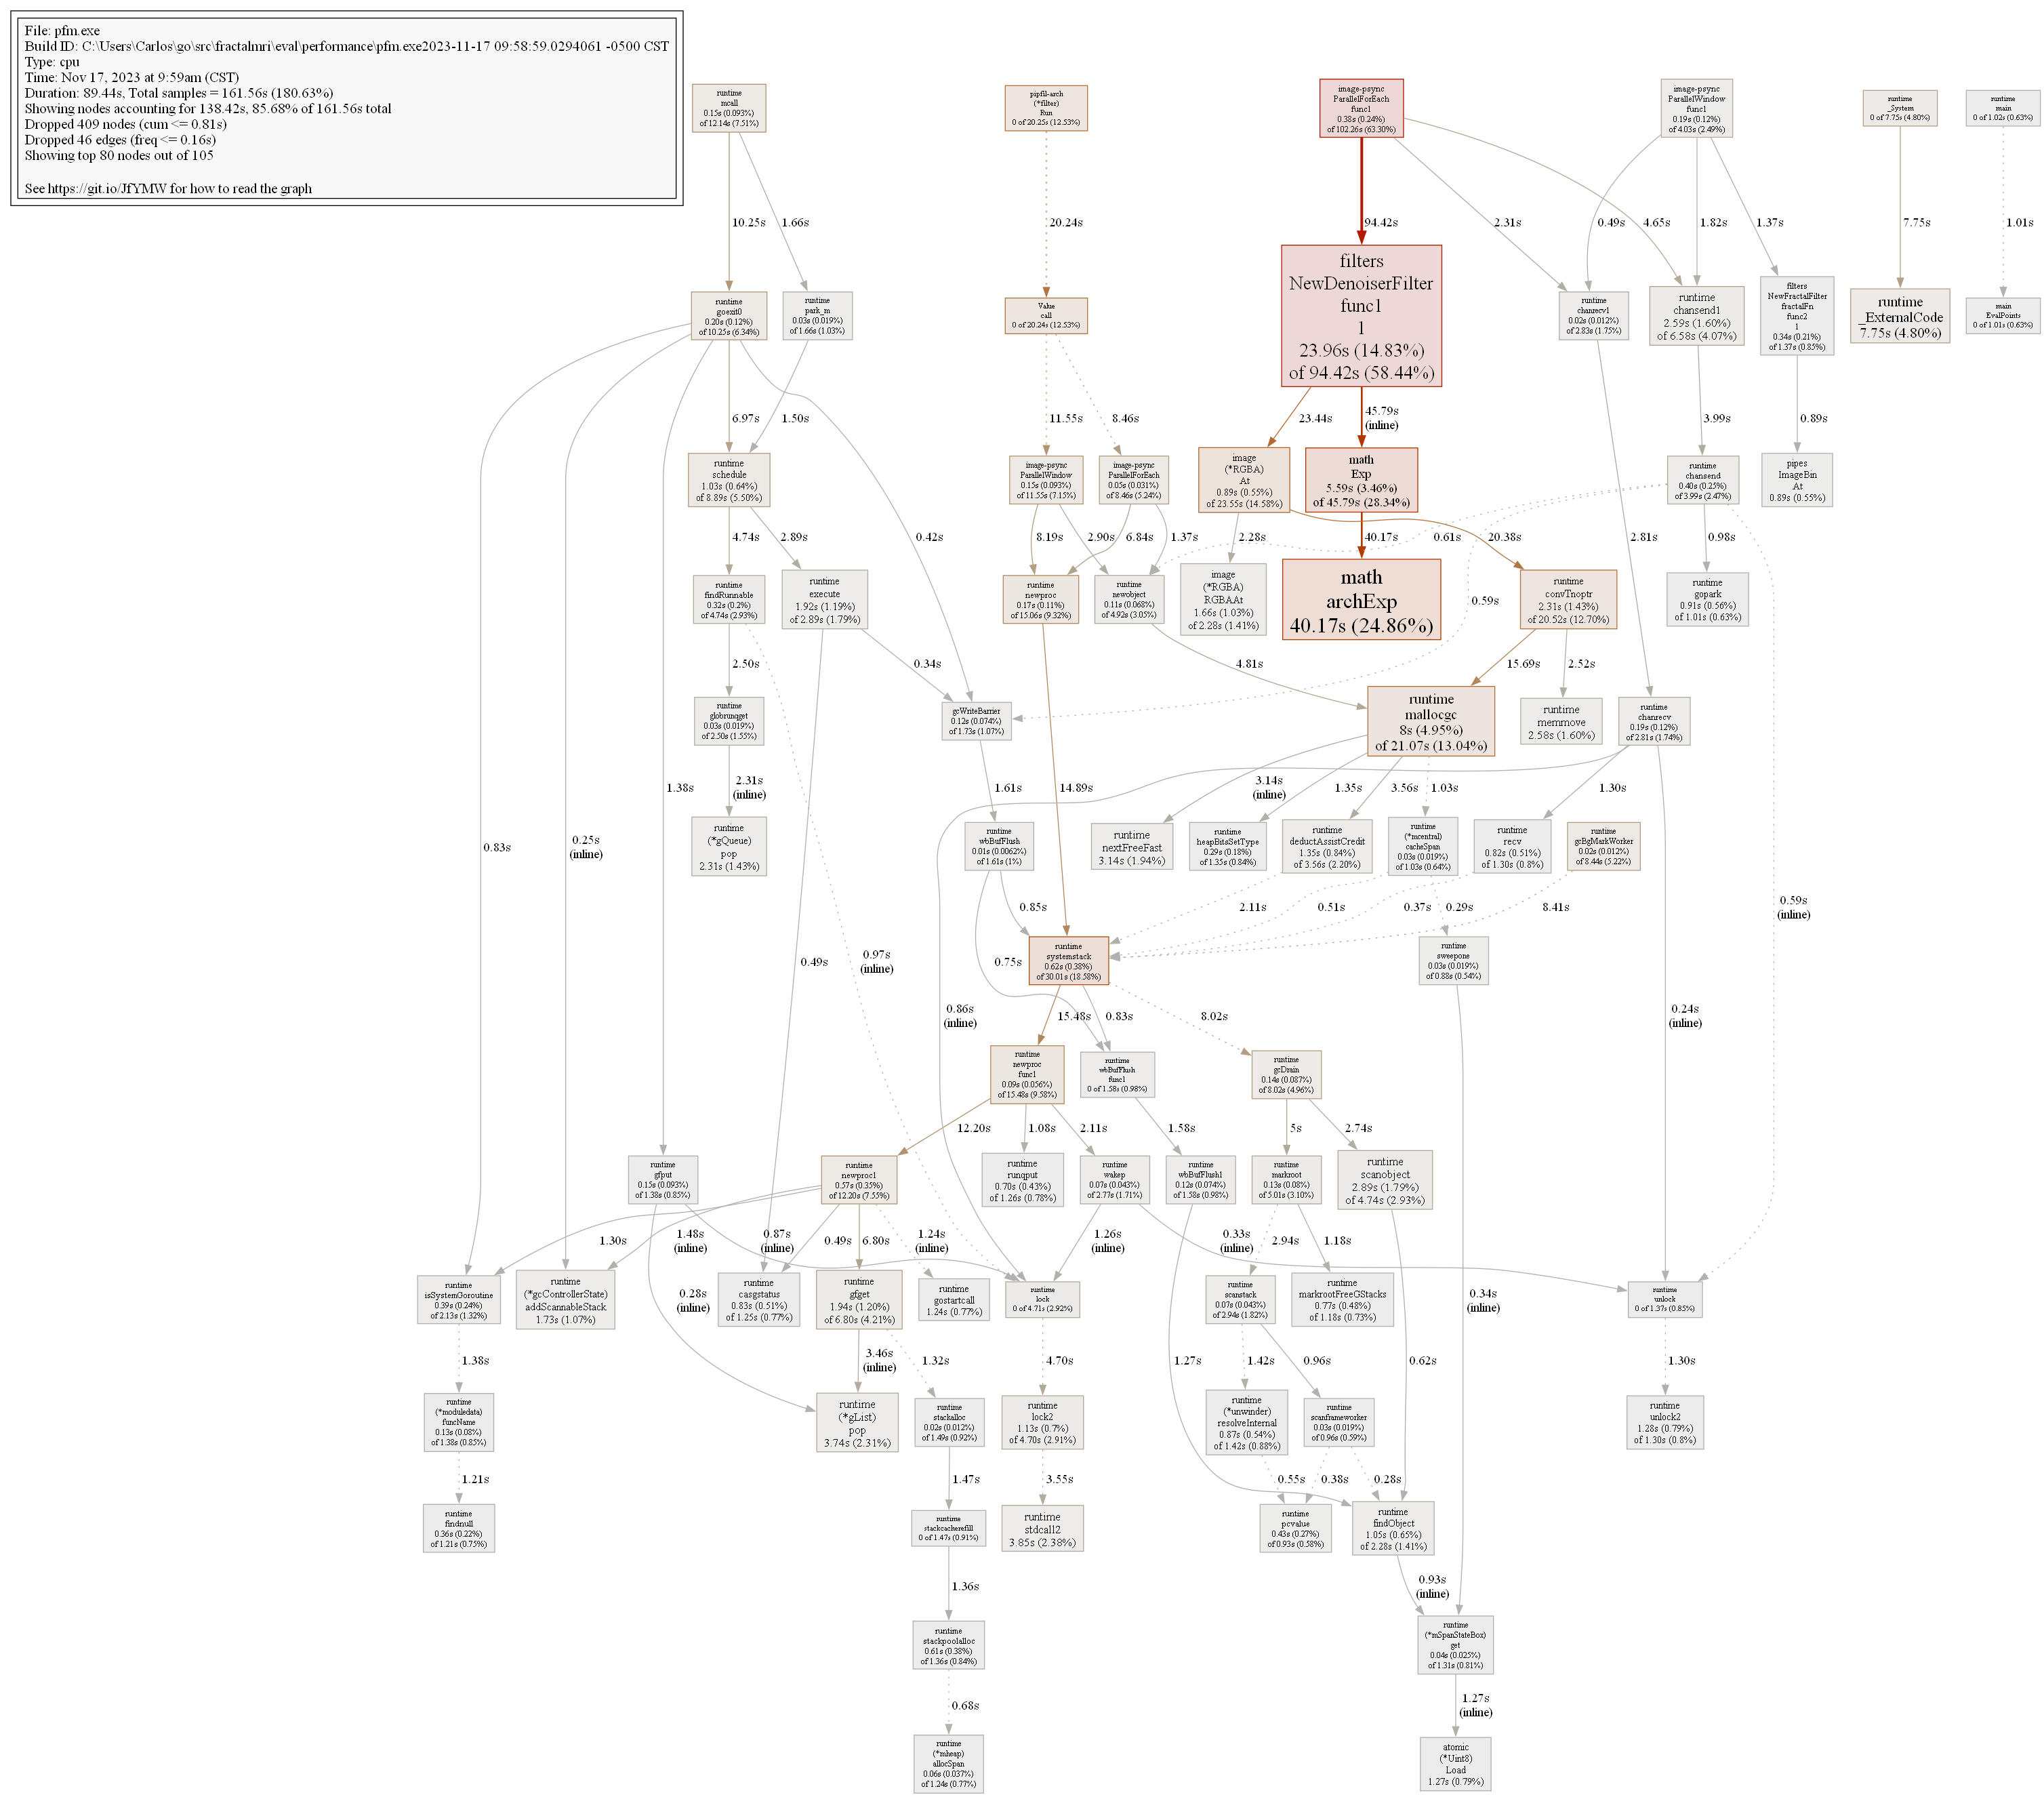 File: pfm.exe
Build ID: C:\Users\Carlos\go\src\fractalmri\eval\performance\pfm.exe2023-11-17 09:58:59.0294061 -0500 CST
Type: cpu
Time: Nov 17, 2023 at 9:59am (CST)
Duration: 89.44s, Total samples = 161.56s (180.63%)
Showing nodes accounting for 138.42s, 85.68% of 161.56s total
Dropped 409 nodes (cum <= 0.81s)
Dropped 46 edges (freq <= 0.16s)
Showing top 80 nodes out of 105
See https://git.io/JfYMW for how to read the graph
runtime
mcall
0.15s (0.093%)
of 12.14s (7.51%)
pipfil-arch
(*filter)
Run
0 of 20.25s (12.53%)
image-psync
ParallelForEach
func1
0.38s (0.24%)
of 102.26s (63.30%)
image-psync
ParallelWindow
func1
0.19s (0.12%)
of 4.03s (2.49%)
runtime
_System
0 of 7.75s (4.80%)
runtime
main
0 of 1.02s (0.63%)
10.25s
1.66s
20.24s
94.42s
2.31s
4.65s
0.49s
1.82s
1.37s
7.75s
1.01s
runtime
goexit0
0.20s (0.12%)
of 10.25s (6.34%)
runtime
park_m
0.03s (0.019%)
of 1.66s (1.03%)
Value
call
0 of 20.24s (12.53%)
filters
NewDenoiserFilter
func1
1
23.96s (14.83%)
of 94.42s (58.44%)
runtime
chanrecv1
0.02s (0.012%)
of 2.83s (1.75%)
runtime
chansend1
2.59s (1.60%)
of 6.58s (4.07%)
filters
NewFractalFilter
fractalFn
func2
1
0.34s (0.21%)
of 1.37s (0.85%)
runtime
_ExternalCode
7.75s (4.80%)
main
EvalPoints
0 of 1.01s (0.63%)
6.97s
1.50s
11.55s
8.46s
23.44s
45.79s
(inline)
3.99s
0.89s
runtime
schedule
1.03s (0.64%)
of 8.89s (5.50%)
image-psync
ParallelWindow
0.15s (0.093%)
of 11.55s (7.15%)
image-psync
ParallelForEach
0.05s (0.031%)
of 8.46s (5.24%)
image
(*RGBA)
At
0.89s (0.55%)
of 23.55s (14.58%)
math
Exp
5.59s (3.46%)
of 45.79s (28.34%)
runtime
chansend
0.40s (0.25%)
of 3.99s (2.47%)
pipes
ImageBin
At
0.89s (0.55%)
4.74s
2.89s
0.42s
8.19s
2.90s
6.84s
1.37s
2.28s
40.17s
0.61s
20.38s
2.81s
0.98s
runtime
findRunnable
0.32s (0.2%)
of 4.74s (2.93%)
runtime
execute
1.92s (1.19%)
of 2.89s (1.79%)
runtime
newproc
0.17s (0.11%)
of 15.06s (9.32%)
runtime
newobject
0.11s (0.068%)
of 4.92s (3.05%)
image
(*RGBA)
RGBAAt
1.66s (1.03%)
of 2.28s (1.41%)
math
archExp
40.17s (24.86%)
0.59s
runtime
convTnoptr
2.31s (1.43%)
of 20.52s (12.70%)
runtime
gopark
0.91s (0.56%)
of 1.01s (0.63%)
2.50s
0.34s
4.81s
15.69s
2.52s
runtime
globrunqget
0.03s (0.019%)
of 2.50s (1.55%)
gcWriteBarrier
0.12s (0.074%)
of 1.73s (1.07%)
runtime
mallocgc
8s (4.95%)
of 21.07s (13.04%)
runtime
memmove
2.58s (1.60%)
runtime
chanrecv
0.19s (0.12%)
of 2.81s (1.74%)
1.38s
2.31s
(inline)
1.61s
14.89s
3.14s
(inline)
1.35s
3.56s
1.03s
1.30s
0.83s
0.25s
(inline)
runtime
(*gQueue)
pop
2.31s (1.43%)
runtime
wbBufFlush
0.01s (0.0062%)
of 1.61s (1%)
runtime
nextFreeFast
3.14s (1.94%)
runtime
heapBitsSetType
0.29s (0.18%)
of 1.35s (0.84%)
runtime
deductAssistCredit
1.35s (0.84%)
of 3.56s (2.20%)
runtime
(*mcentral)
cacheSpan
0.03s (0.019%)
of 1.03s (0.64%)
runtime
recv
0.82s (0.51%)
of 1.30s (0.8%)
runtime
gcBgMarkWorker
0.02s (0.012%)
of 8.44s (5.22%)
0.85s
2.11s
0.51s
0.37s
0.29s
8.41s
0.59s
(inline)
0.49s
0.97s
(inline)
0.75s
runtime
systemstack
0.62s (0.38%)
of 30.01s (18.58%)
runtime
sweepone
0.03s (0.019%)
of 0.88s (0.54%)
0.86s
(inline)
15.48s
0.83s
8.02s
0.24s
(inline)
runtime
newproc
func1
0.09s (0.056%)
of 15.48s (9.58%)
runtime
wbBufFlush
func1
0 of 1.58s (0.98%)
runtime
gcDrain
0.14s (0.087%)
of 8.02s (4.96%)
12.20s
1.08s
2.11s
1.58s
5s
2.74s
runtime
gfput
0.15s (0.093%)
of 1.38s (0.85%)
runtime
newproc1
0.57s (0.35%)
of 12.20s (7.55%)
runtime
runqput
0.70s (0.43%)
of 1.26s (0.78%)
runtime
wakep
0.07s (0.043%)
of 2.77s (1.71%)
runtime
wbBufFlush1
0.12s (0.074%)
of 1.58s (0.98%)
runtime
markroot
0.13s (0.08%)
of 5.01s (3.10%)
runtime
scanobject
2.89s (1.79%)
of 4.74s (2.93%)
1.30s
1.48s
(inline)
0.87s
(inline)
0.49s
6.80s
1.24s
(inline)
1.26s
(inline)
0.33s
(inline)
2.94s
1.18s
runtime
isSystemGoroutine
0.39s (0.24%)
of 2.13s (1.32%)
runtime
(*gcControllerState)
addScannableStack
1.73s (1.07%)
0.28s
(inline)
runtime
casgstatus
0.83s (0.51%)
of 1.25s (0.77%)
runtime
gfget
1.94s (1.20%)
of 6.80s (4.21%)
runtime
gostartcall
1.24s (0.77%)
runtime
lock
0 of 4.71s (2.92%)
runtime
scanstack
0.07s (0.043%)
of 2.94s (1.82%)
runtime
markrootFreeGStacks
0.77s (0.48%)
of 1.18s (0.73%)
0.34s
(inline)
runtime
unlock
0 of 1.37s (0.85%)
1.38s
3.46s
(inline)
1.32s
4.70s
1.27s
1.42s
0.96s
0.62s
1.30s
runtime
(*moduledata)
funcName
0.13s (0.08%)
of 1.38s (0.85%)
runtime
(*gList)
pop
3.74s (2.31%)
runtime
stackalloc
0.02s (0.012%)
of 1.49s (0.92%)
runtime
lock2
1.13s (0.7%)
of 4.70s (2.91%)
runtime
(*unwinder)
resolveInternal
0.87s (0.54%)
of 1.42s (0.88%)
runtime
scanframeworker
0.03s (0.019%)
of 0.96s (0.59%)
runtime
unlock2
1.28s (0.79%)
of 1.30s (0.8%)
1.21s
1.47s
3.55s
0.55s
0.38s
0.28s
runtime
findnull
0.36s (0.22%)
of 1.21s (0.75%)
runtime
stackcacherefill
0 of 1.47s (0.91%)
runtime
stdcall2
3.85s (2.38%)
runtime
pcvalue
0.43s (0.27%)
of 0.93s (0.58%)
runtime
findObject
1.05s (0.65%)
of 2.28s (1.41%)
1.36s
0.93s
(inline)
runtime
stackpoolalloc
0.61s (0.38%)
of 1.36s (0.84%)
runtime
(*mSpanStateBox)
get
0.04s (0.025%)
of 1.31s (0.81%)
0.68s
1.27s
(inline)
runtime
(*mheap)
allocSpan
0.06s (0.037%)
of 1.24s (0.77%)
atomic
(*Uint8)
Load
1.27s (0.79%)